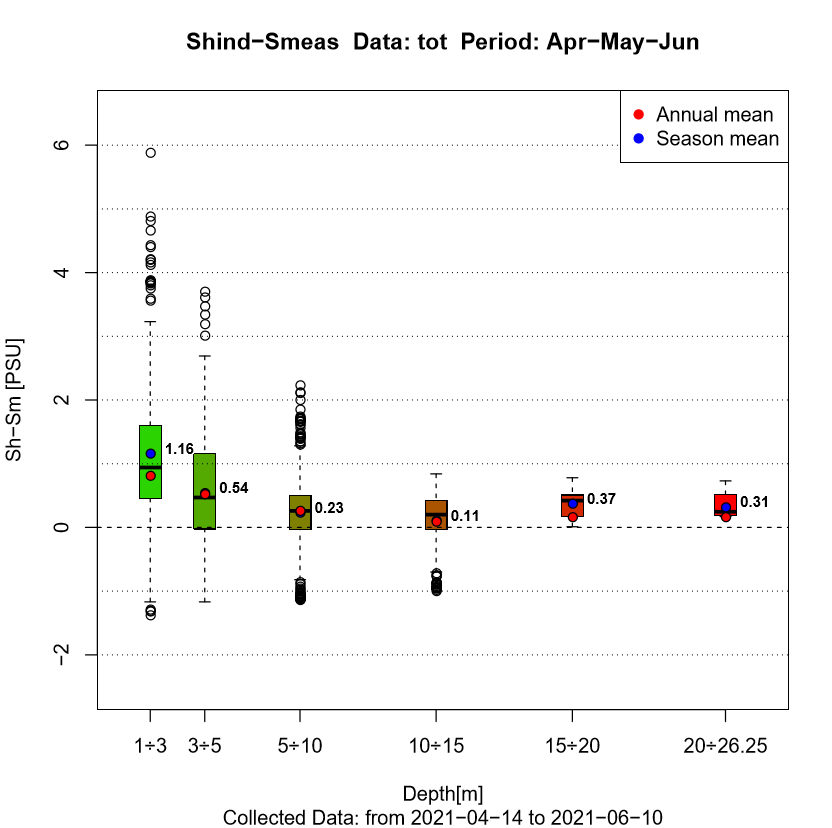 Shind−Smeas  Data: tot  Period: Apr−May−Jun
Annual mean
Season mean
6
4
2
0
−2
Sh−Sm [PSU]
1.16
0.54
0.23
0.11
0.37
0.31
1÷3 3÷5 5÷10 10÷15 15÷20 20÷26.25
Depth[m]
Collected Data: from 2021−04−14 to 2021−06−10